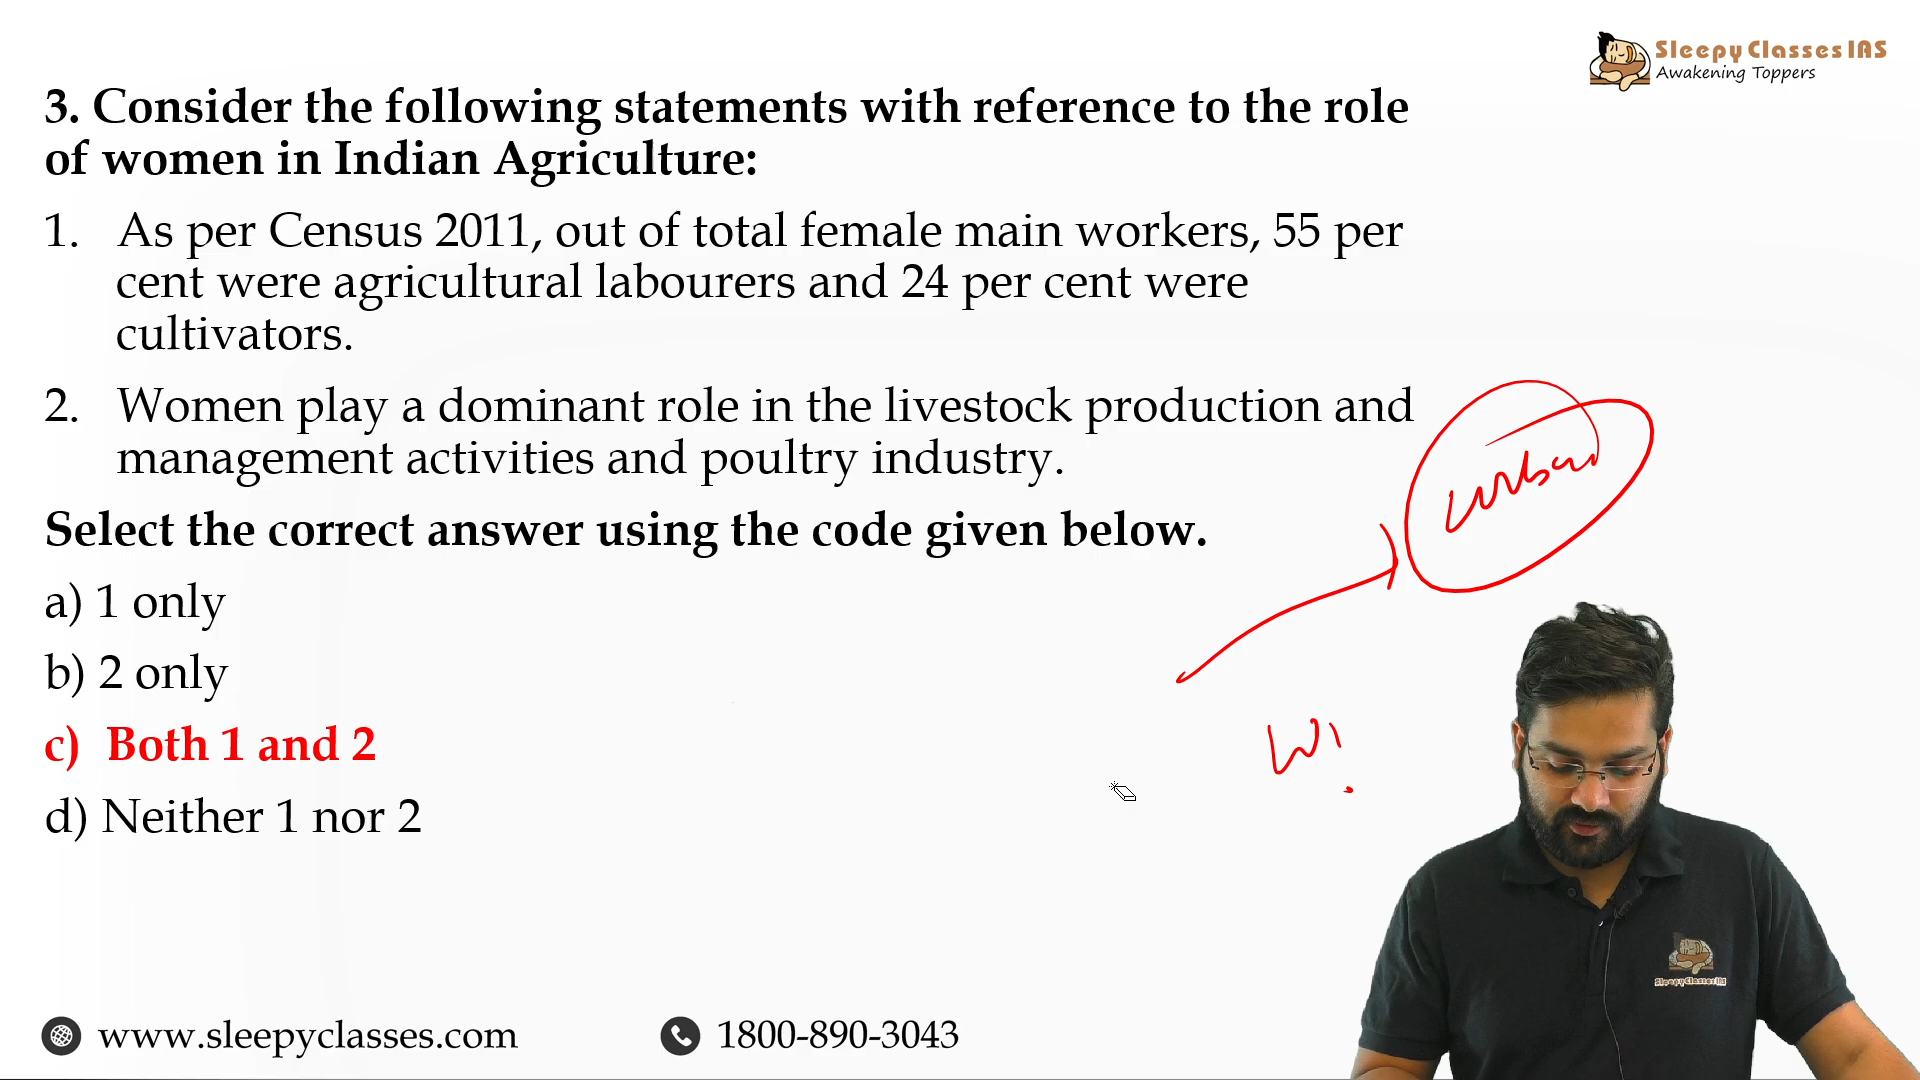 Sleepy Classes IAS
Awakening Toppers
3. Consider the following statements with reference to the role
of women in Indian Agriculture:
1. As per Census 2011, out of total female main workers, 55 per
cent were agricultural labourers and 24 per cent were
cultivators.
2. Women play a dominant role in the livestock production and
management activities and poultry industry.
Select the correct answer using the code given below.
a) 1 only
b) 2 only
c) Both 1 and 2
d) Neither 1 nor 2
urban
Sleepy Classes IAS
www.sleepyclasses.com
1800-890-3043